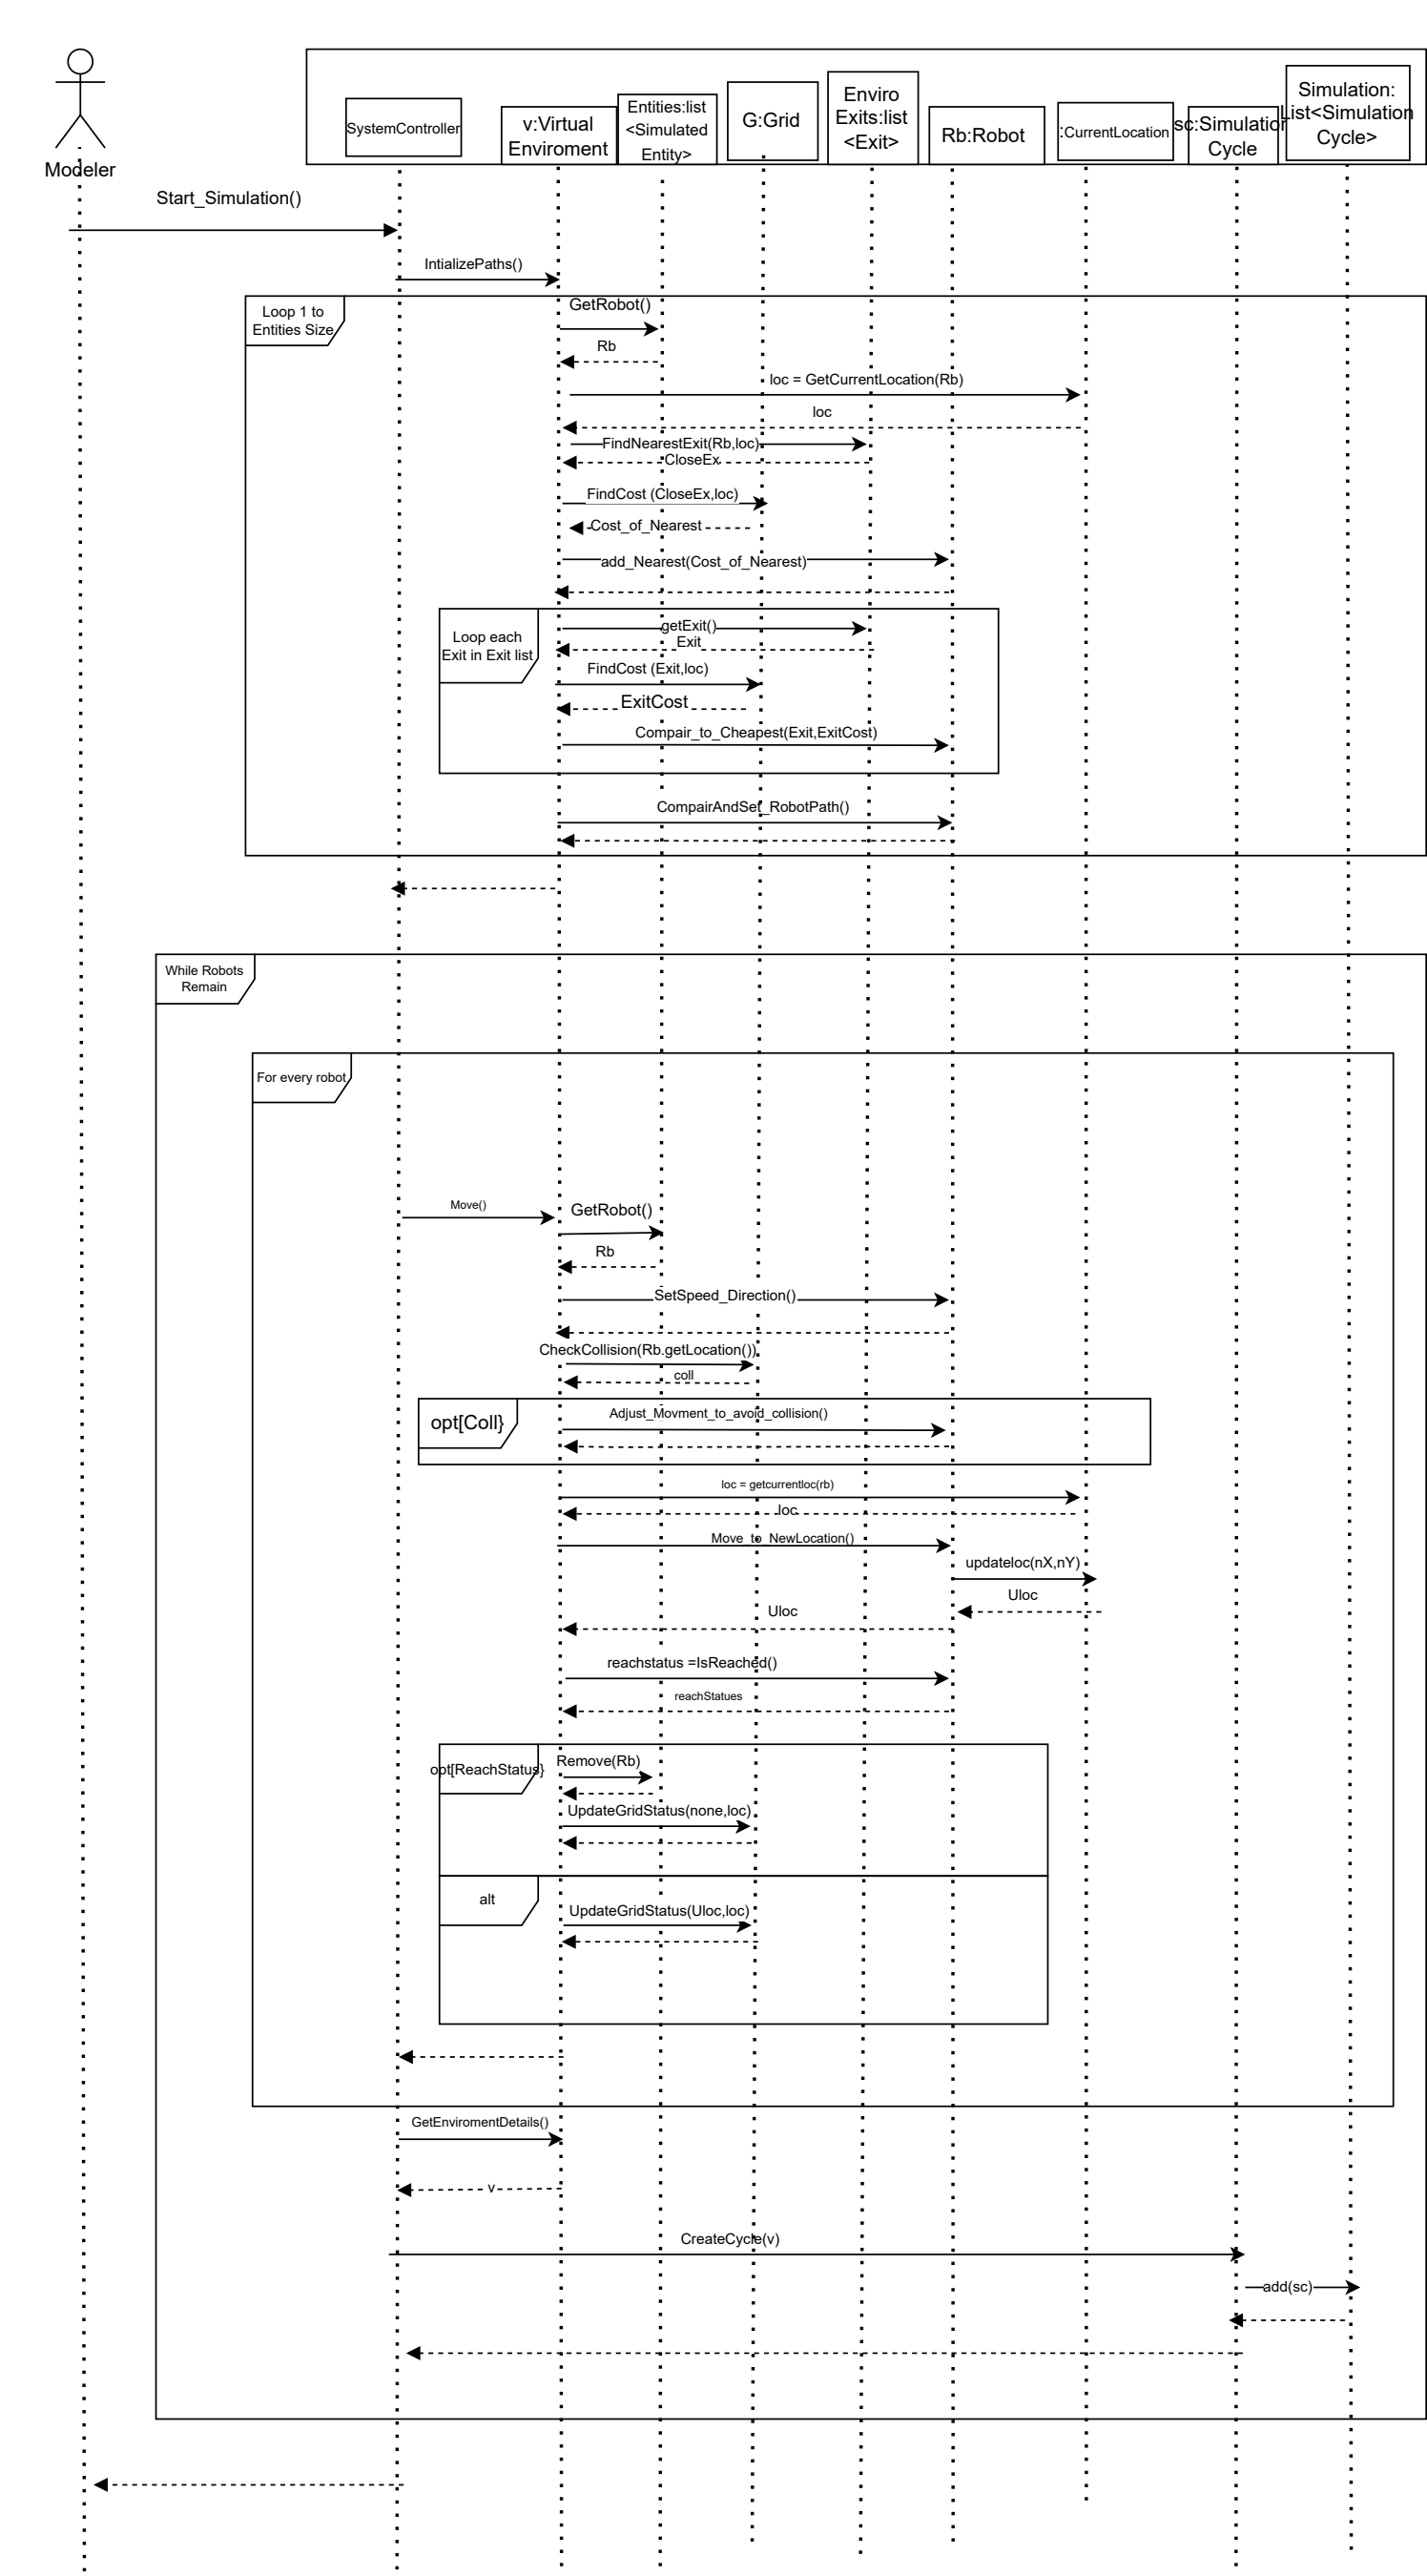 Modeler
SystemController
v:Virtual
Enviroment
Entities:list
<Simulated
Entity>
G:Grid
Enviro
Exits:list
<Exit>
Rb:Robot
:CurrentLocation
sc:Simulation
Cycle
Simulation:
List<Simulation
Cycle>
Start_Simulation()
IntializePaths()
Loop 1 to
Entities Size
GetRobot()
Rb
loc = GetCurrentLocation(Rb)
loc
FindNearestExit(Rb,loc)
CloseEx
FindCost (CloseEx,loc)
Cost_of_Nearest
add_Nearest(Cost_of_Nearest)
Loop each
Exit in Exit list
getExit()
Exit
FindCost (Exit,loc)
ExitCost
Compair_to_Cheapest(Exit,ExitCost)
CompairAndSet_RobotPath()
While Robots
Remain
For every robot
Move()
GetRobot()
Rb
SetSpeed_Direction()
CheckCollision(Rb.getLocation())
coll
opt[Coll}
Adjust_Movment_to_avoid_collision()
loc = getcurrentloc(rb)
loc
Move_to_NewLocation()
updateloc(nX,nY)
Uloc
Uloc
reachstatus =IsReached()
reachStatues
opt[ReachStatus}
Remove(Rb)
UpdateGridStatus(none,loc)
alt
UpdateGridStatus(Uloc,loc)
GetEnviromentDetails()
v
CreateCycle(v)
add(sc)